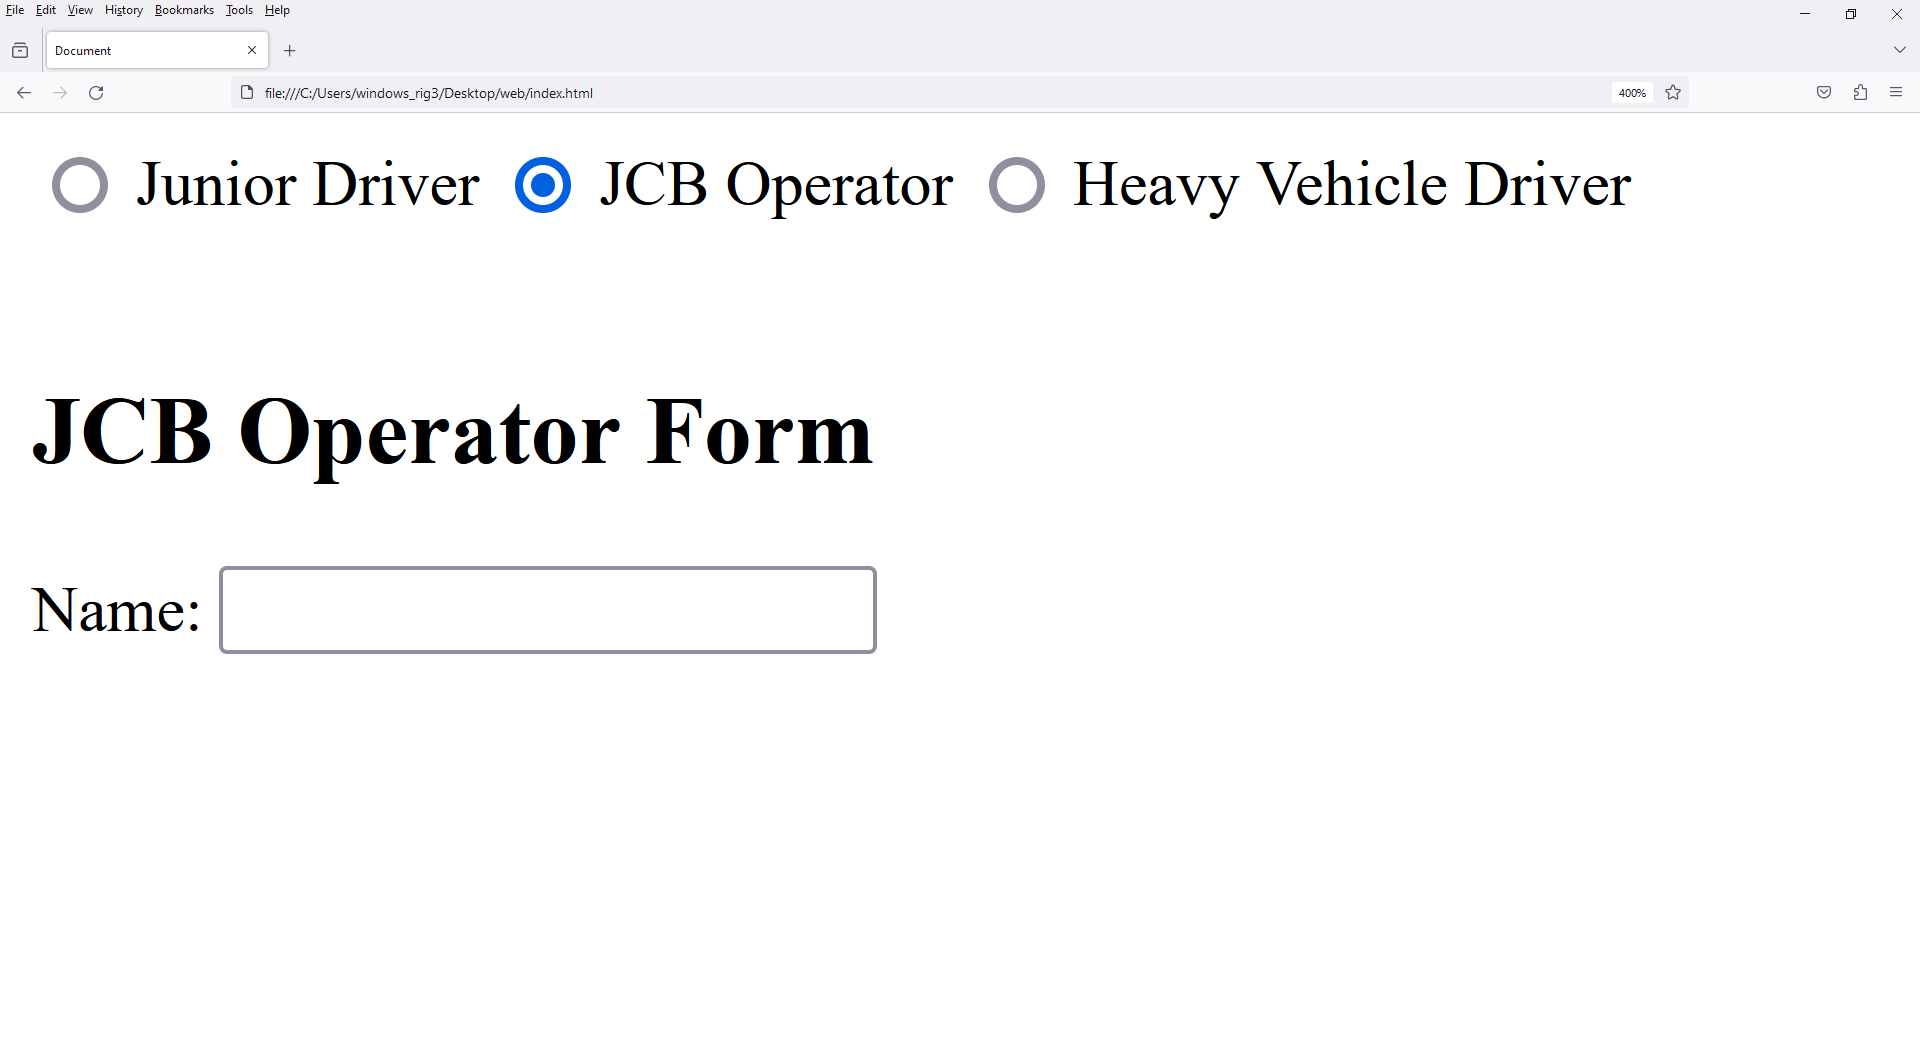 File Edit View History Bookmarks Tools Help
Document
file:///C:/Users/windows_rig3/Desktop/web/index.html 400%
Junior Driver JCB Operator Heavy Vehicle Driver
JCB Operator Form
Name: